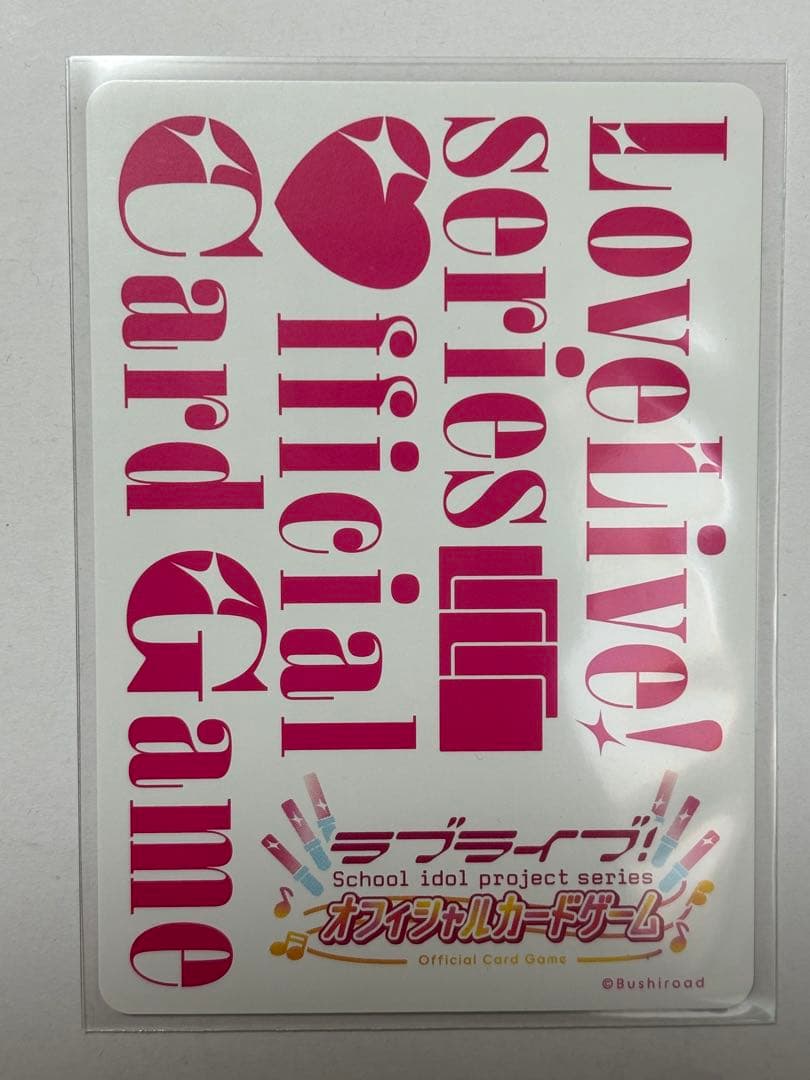 LoveLive!
series
♥fficial
Card Game
ラブライブ!
School idol project series
オフィシャルカードゲーム
Official Card Game
©Bushiroad